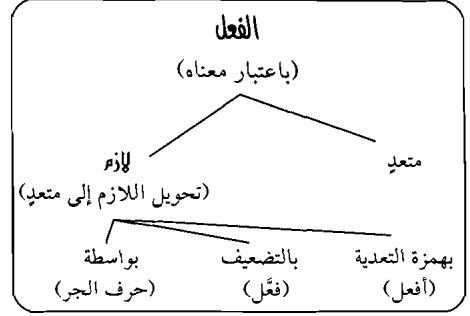 الفعل
(باعتبار معناه)
متعدٍ
لازم
(تحويل اللازم إلى متعدٍ)
بهمزة التعدية
(أفعل)
بالتضعيف
(فعَّل)
بواسطة
(حرف الجر)